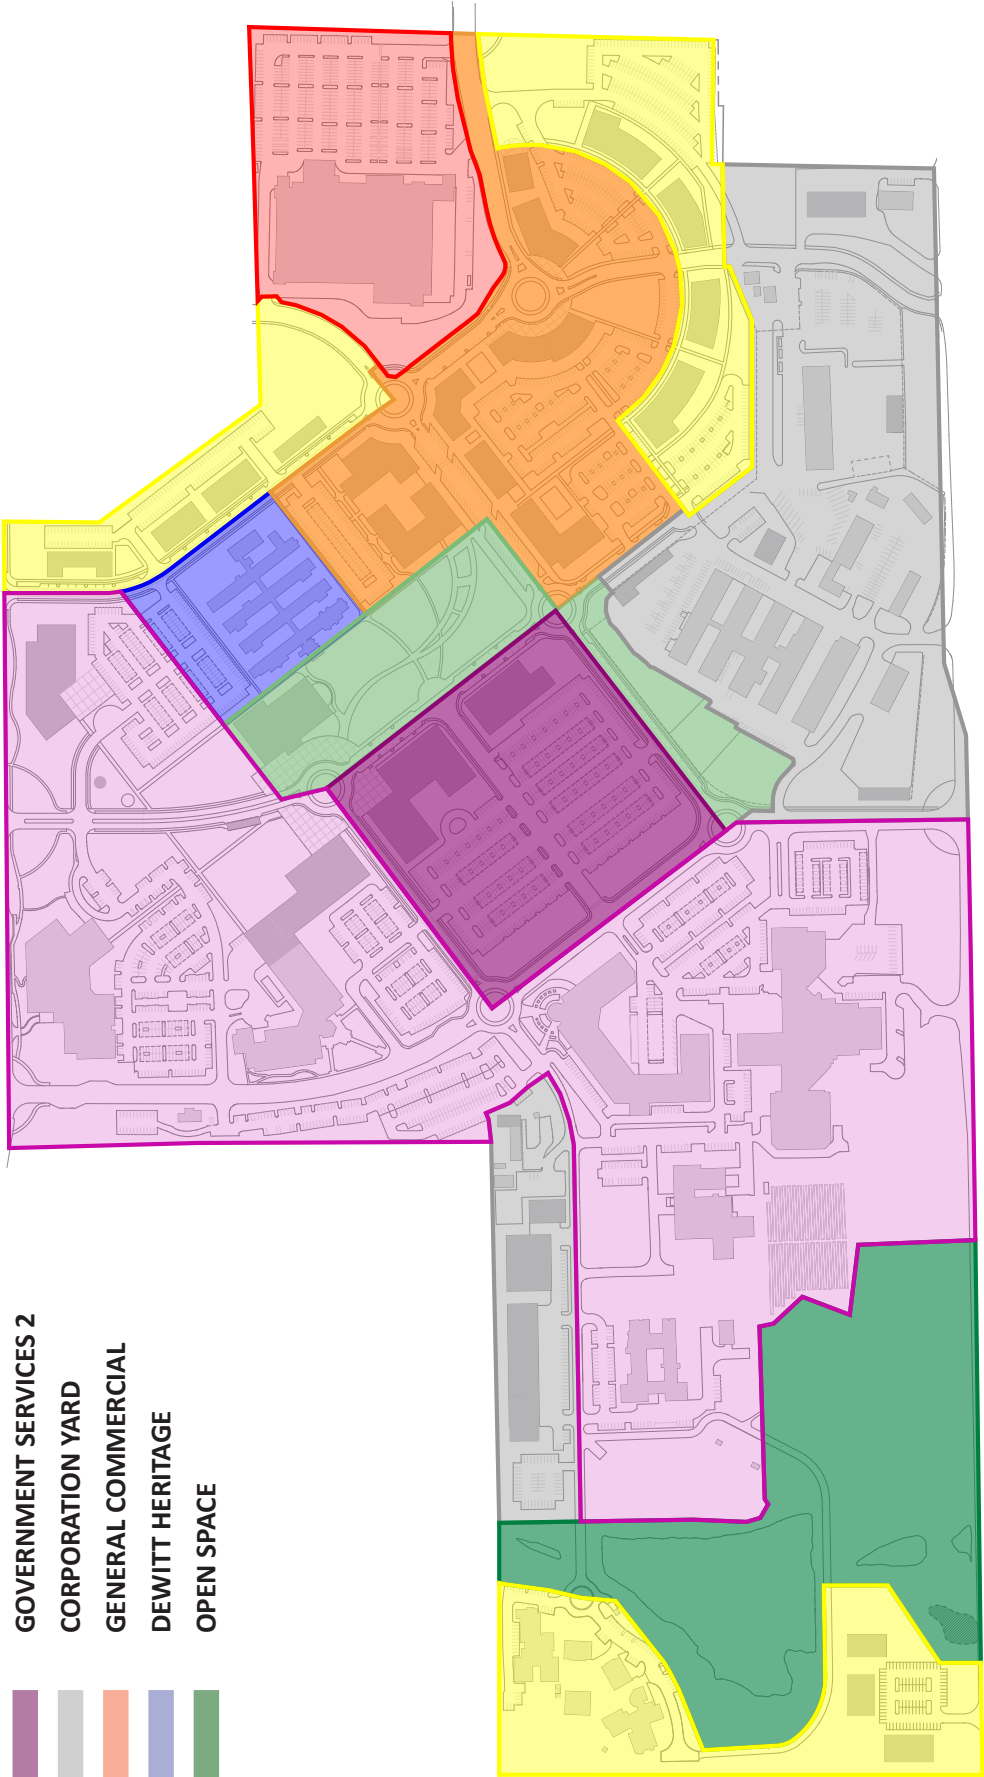 GOVERNMENT SERVICES 2
CORPORATION YARD
GENERAL COMMERCIAL
DEWITT HERITAGE
OPEN SPACE